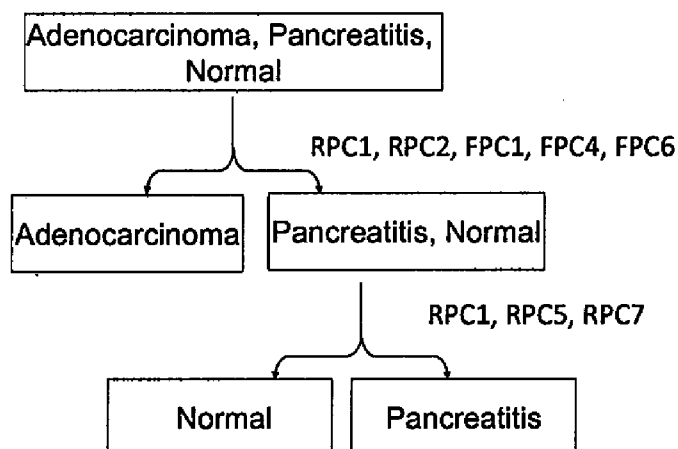 Adenocarcinoma, Pancreatitis,
Normal
RPC1, RPC2, FPC1, FPC4, FPC6
Adenocarcinoma
Pancreatitis, Normal
RPC1, RPC5, RPC7
Normal
Pancreatitis